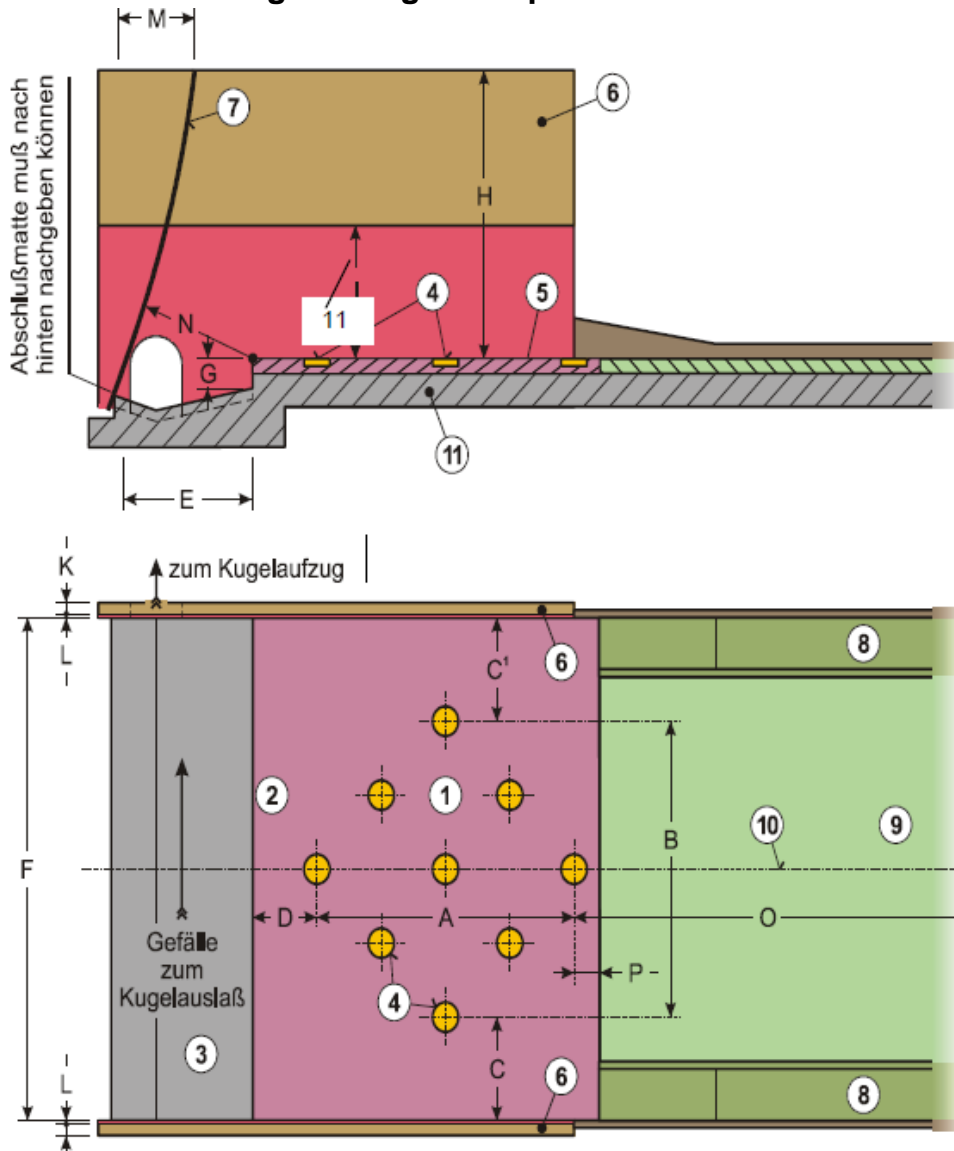 M
Abschlußmatte muß nach
hinten nachgeben können
7
6
H
11
4
5
N
G
11
E
K
zum Kugelaufzug
L
6
C¹
8
2
1
B
10
9
F
D
A
O
Gefälle
zum
Kugelauslaß
P
4
3
C
L
6
8